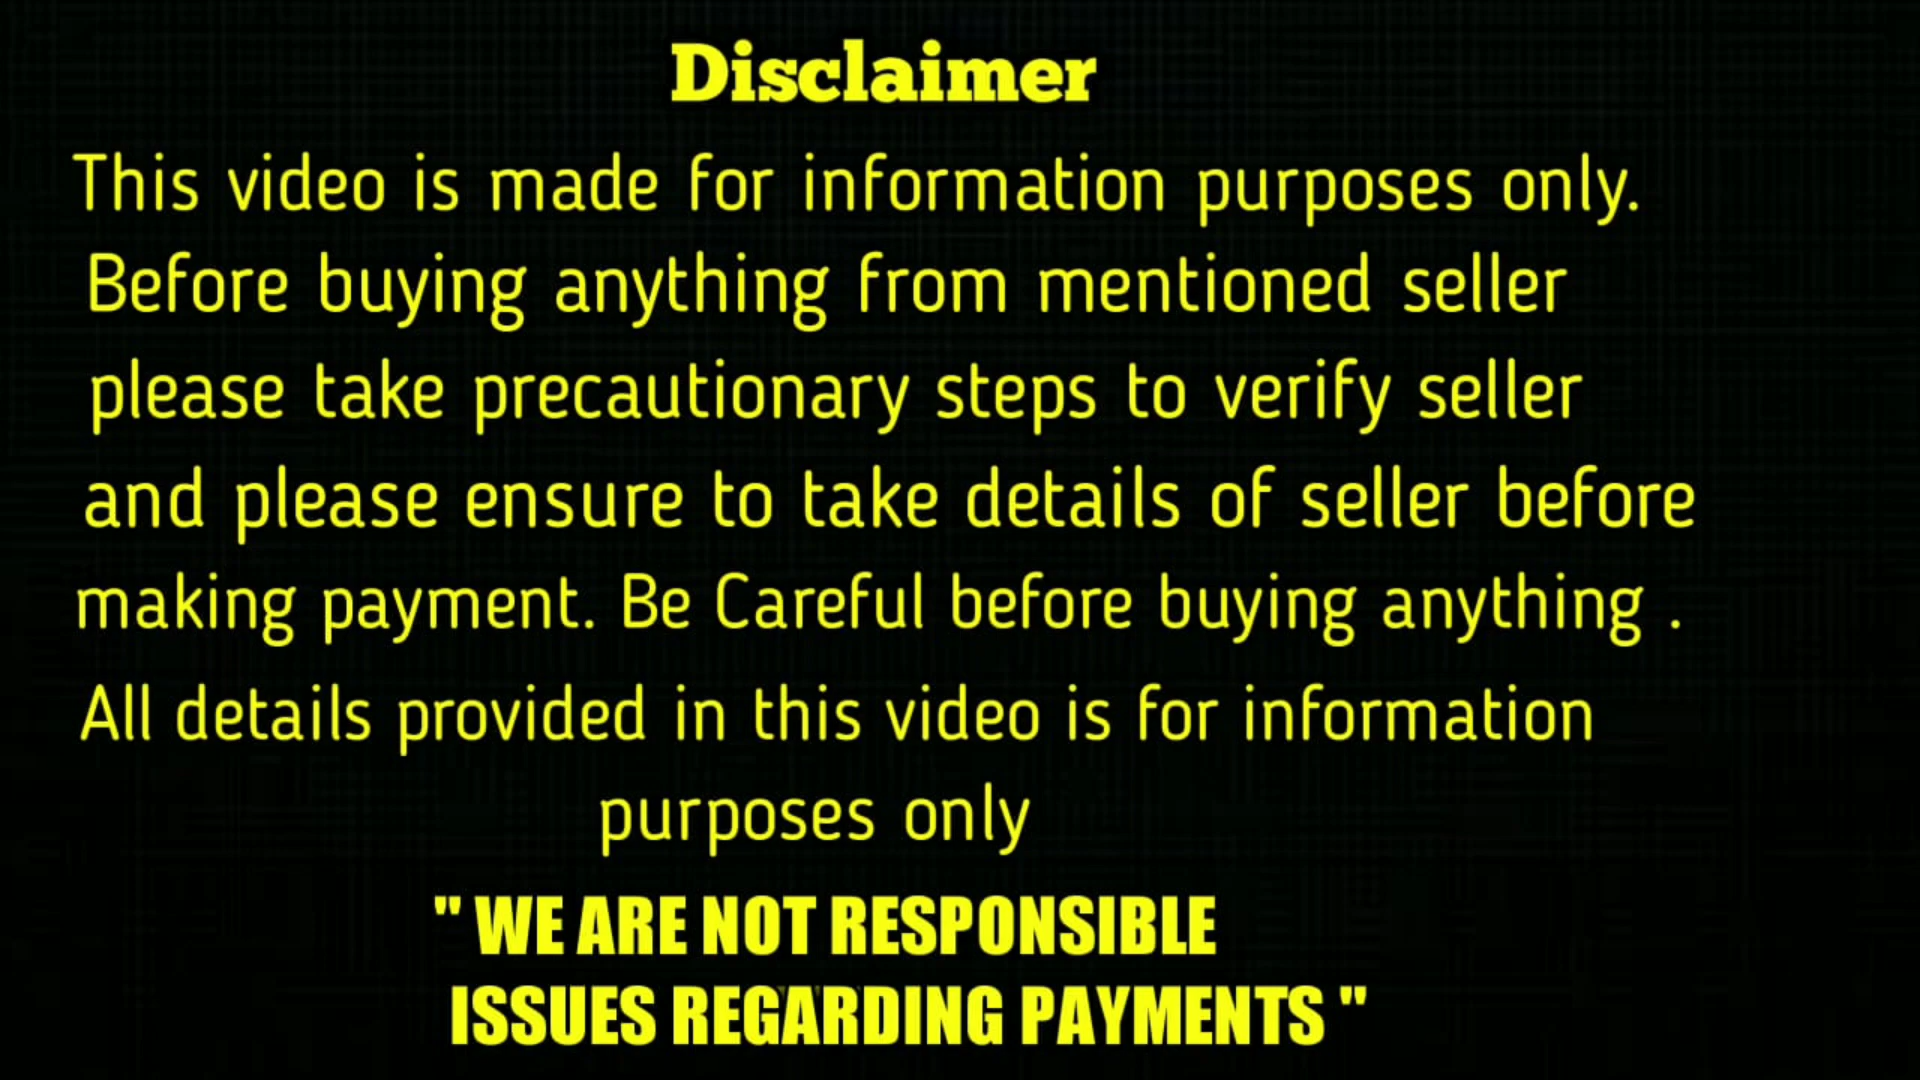 Disclaimer
This video is made for information purposes only.
Before buying anything from mentioned seller
please take precautionary steps to verify seller
and please ensure to take details of seller before
making payment. Be Careful before buying anything .
All details provided in this video is for information
purposes only
" WE ARE NOT RESPONSIBLE
ISSUES REGARDING PAYMENTS "